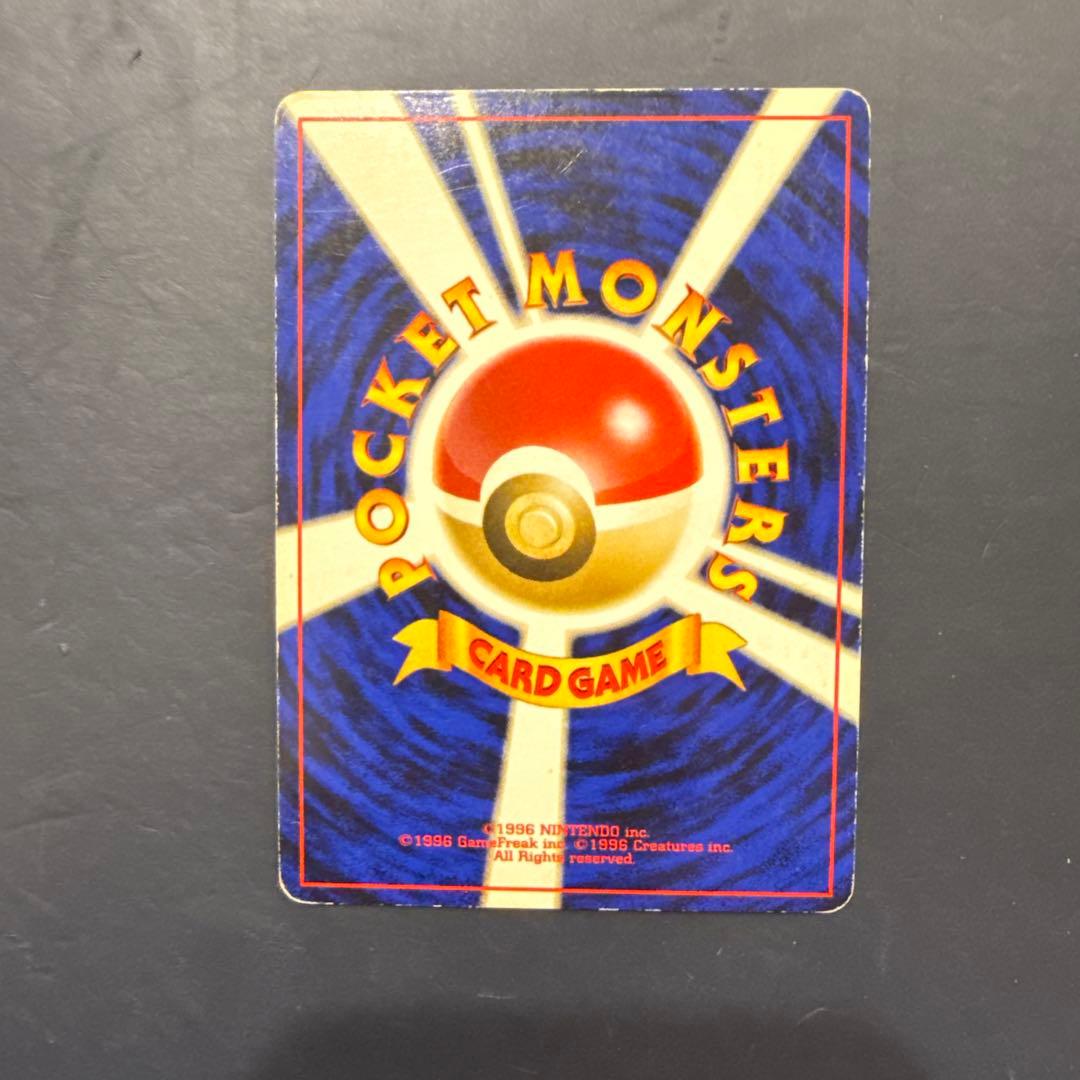 POCKET MONSTERS
CARD GAME
©1996 NINTENDO inc.
©1996 GameFreak inc. ©1996 Creatures inc.
All Rights reserved.